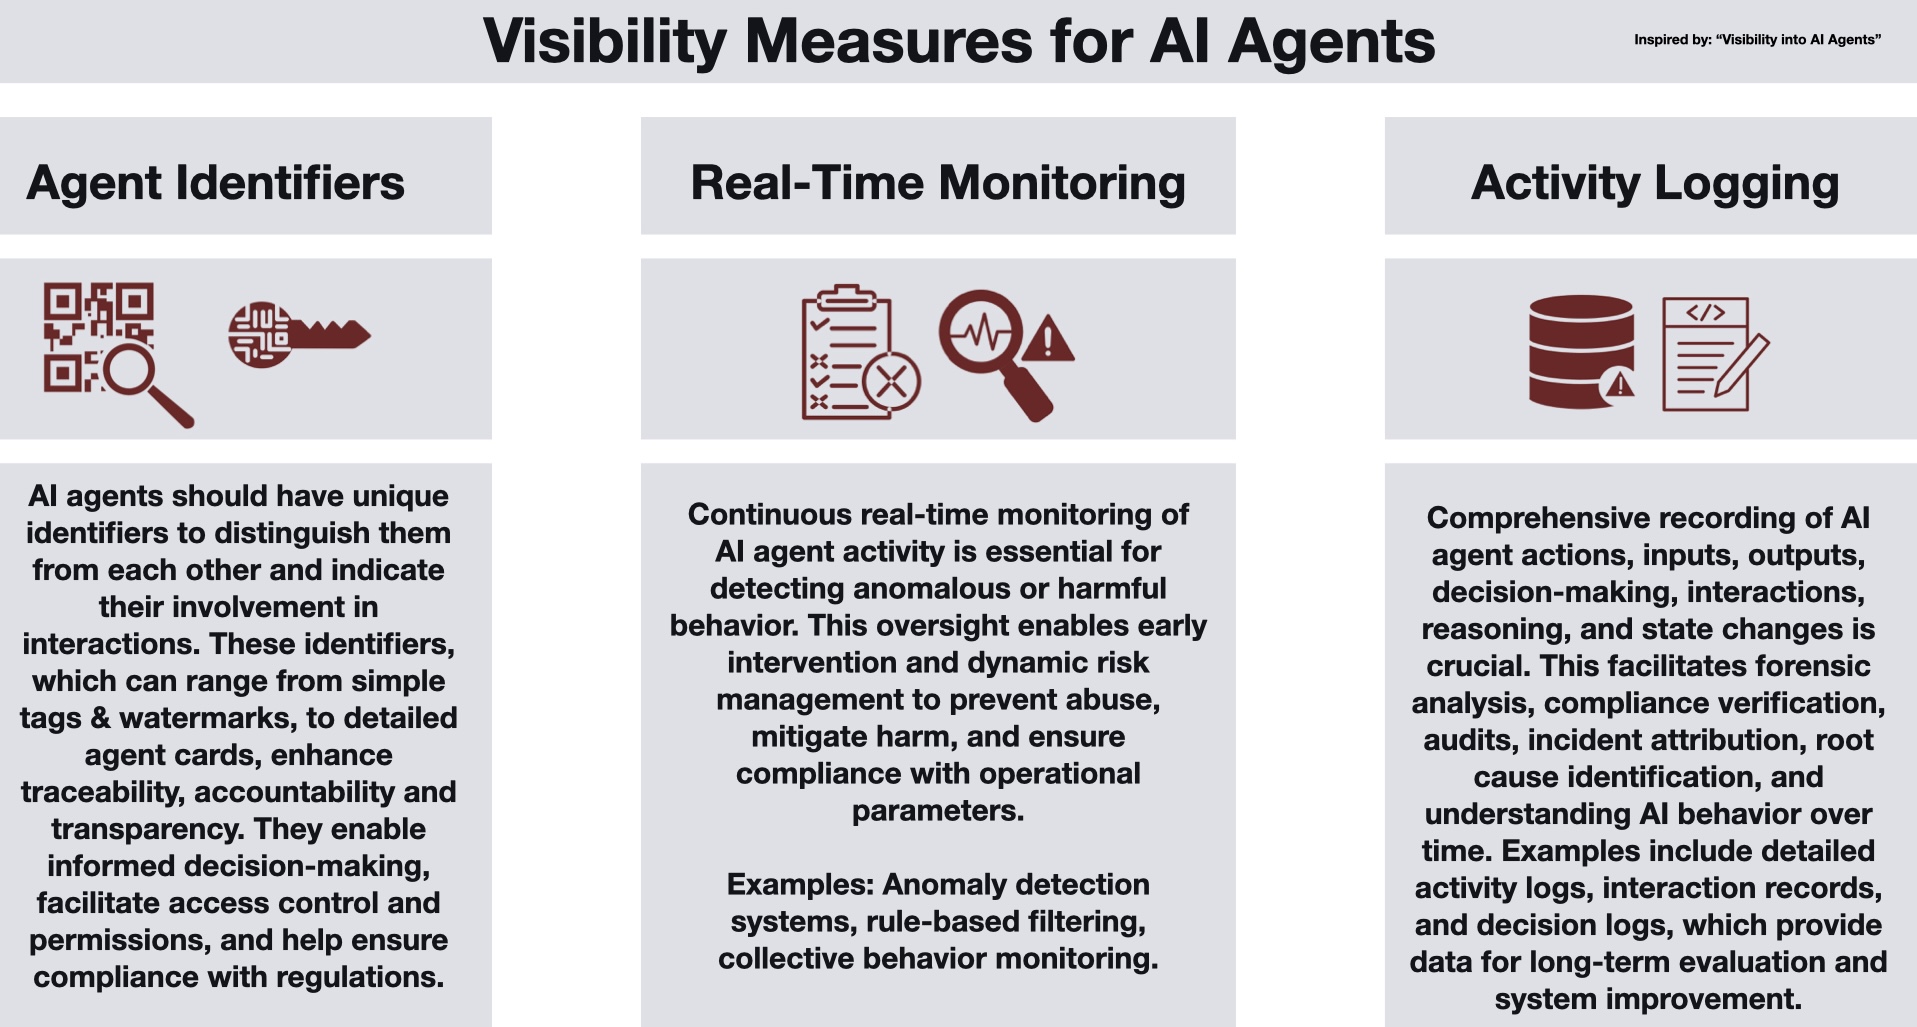 Visibility Measures for AI Agents
Inspired by: “Visibility into AI Agents”
Agent Identifiers
AI agents should have unique
identifiers to distinguish them
from each other and indicate
their involvement in
interactions. These identifiers,
which can range from simple
tags & watermarks, to detailed
agent cards, enhance
traceability, accountability and
transparency. They enable
informed decision-making,
facilitate access control and
permissions, and help ensure
compliance with regulations.
Real-Time Monitoring
Continuous real-time monitoring of
AI agent activity is essential for
detecting anomalous or harmful
behavior. This oversight enables early
intervention and dynamic risk
management to prevent abuse,
mitigate harm, and ensure
compliance with operational
parameters.
Examples: Anomaly detection
systems, rule-based filtering,
collective behavior monitoring.
Activity Logging
</>
Comprehensive recording of AI
agent actions, inputs, outputs,
decision-making, interactions,
reasoning, and state changes is
crucial. This facilitates forensic
analysis, compliance verification,
audits, incident attribution, root
cause identification, and
understanding AI behavior over
time. Examples include detailed
activity logs, interaction records,
and decision logs, which provide
data for long-term evaluation and
system improvement.